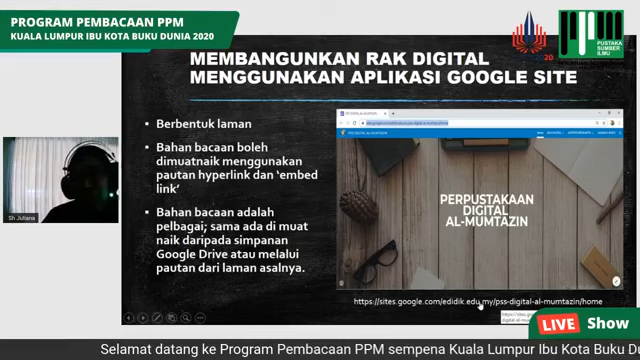 PROGRAM PEMBACAAN PPM
KUALA LUMPUR IBU KOTA BUKU DUNIA 2020
20
PUSTAKA
SUMBER
ILMU
MEMBANGUNKAN RAK DIGITAL
MENGGUNAKAN APLIKASI GOOGLE SITE
Berbentuk laman
Bahan bacaan boleh
dimuatnaik menggunakan
pautan hyperlink dan ‘embed
link’
Bahan bacaan adalah
pelbagai; sama ada di muat
naik daripada simpanan
Google Drive atau melalui
pautan dari laman asalnya.
PERPUSTAKAAN
DIGITAL
AL-MUMTAZIN
https://sites.google.com/edidik.edu.my/pss-digital-al-mumtazin/home
Sh Juliana
LIVE Show
Selamat datang ke Program Pembacaan PPM sempena Kuala Lumpur Ibu Kota Buku Du